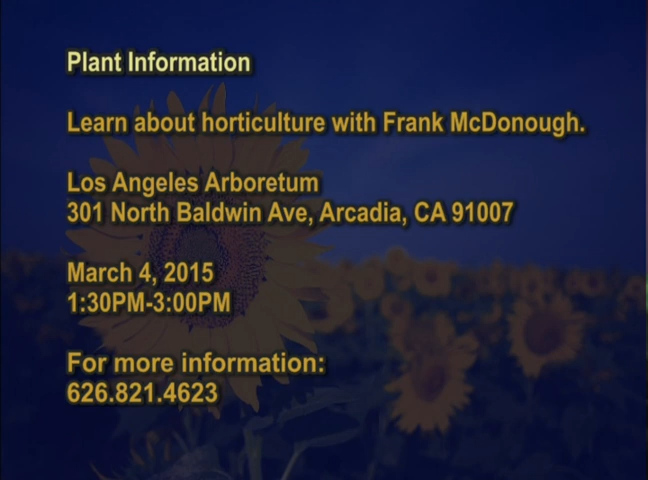 Plant Information
Learn about horticulture with Frank McDonough.
Los Angeles Arboretum
301 North Baldwin Ave, Arcadia, CA 91007
March 4, 2015
1:30PM-3:00PM
For more information:
626.821.4623